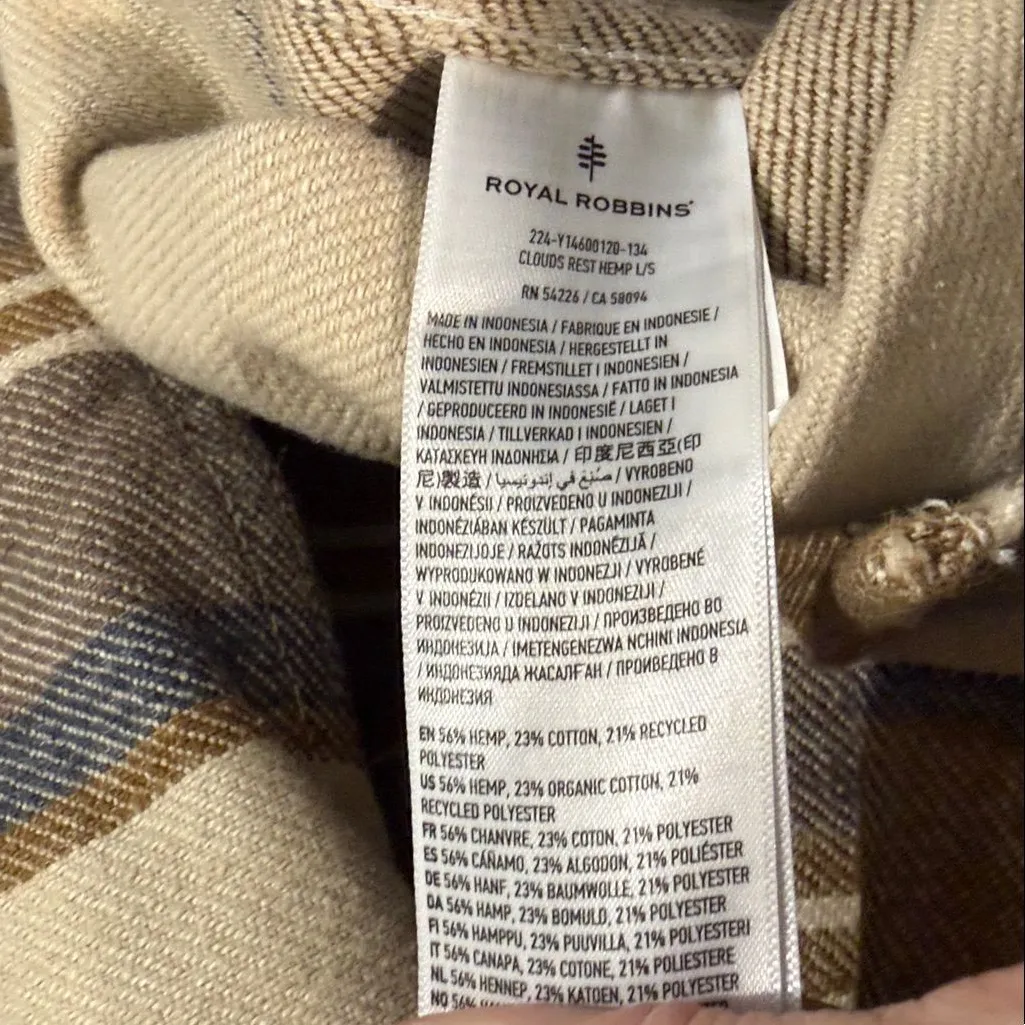 ROYAL ROBBINS
224-Y14600120-134
CLOUDS REST HEMP L/S
RN 54226 / CA 58094
MADE IN INDONESIA / FABRIQUE EN INDONESIE /
HECHO EN INDONESIA / HERGESTELLT IN
INDONESIEN / FREMSTILLET I INDONESIEN /
VALMISTETTU INDONESIASSA / FATTO IN INDONESIA
/ GEPRODUCEERD IN INDONESIË / LAGET I
INDONESIA / TILLVERKAD I INDONESIEN /
ΚΑΤΑΣΚΕΥΗ ΙΝΔΟΝΗΣΙΑ / 印度尼西亞(印
尼)製造 / صُنِع في إندونيسيا / VYROBENO
V INDONÉSII / PROIZVEDENO U INDONEZIJI /
INDONÉZIÁBAN KÉSZÜLT / PAGAMINTA
INDONEZIJOJE / RAŽOTS INDONĒZIJĀ /
WYPRODUKOWANO W INDONEZJI / VYROBENÉ
V INDONÉZII / IZDELANO V INDONEZIJI /
PROIZVEDENO U INDONEZIJI / ПРОИЗВЕДЕНО ВО
ИНДОНЕЗИЈА / IMETENGENEZWA NCHINI INDONESIA
/ ИНДОНЕЗИЯДА ЖАСАЛҒАН / ПРОИВЕДЕНО В
ИНДОНЕЗИЯ
EN 56% HEMP, 23% COTTON, 21% RECYCLED
POLYESTER
US 56% HEMP, 23% ORGANIC COTTON, 21%
RECYCLED POLYESTER
FR 56% CHANVRE, 23% COTON, 21% POLYESTER
ES 56% CÁÑAMO, 23% ALGODON, 21% POLIÉSTER
DE 56% HANF, 23% BAUMWOLLE, 21% POLYESTER
DA 56% HAMP, 23% BOMULD, 21% POLYESTER
FI 56% HAMPPU, 23% PUUVILLA, 21% POLYESTERI
IT 56% CANAPA, 23% COTONE, 21% POLIESTERE
NL 56% HENNEP, 23% KATOEN, 21% POLYESTER
NO 56%